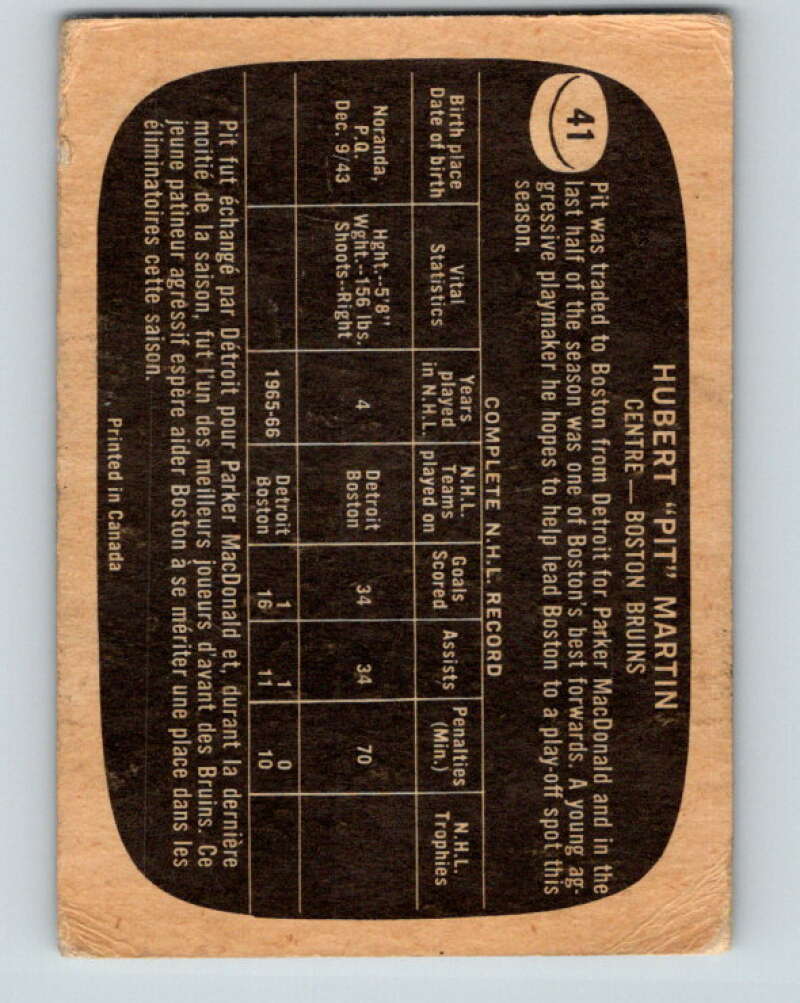 HUBERT “PIT” MARTIN
CENTRE — BOSTON BRUINS
41
Pit was traded to Boston from Detroit for Parker MacDonald and in the
last half of the season was one of Boston's best forwards. A young ag-
gressive playmaker he hopes to help lead Boston to a play-off spot this
season.
COMPLETE N.H.L. RECORD
Birth place Date of birth | Vital Statistics | Years played in N.H.L. | N.H.L. Teams played on | Goals Scored | Assists | Penalties (Min.) | N.H.L. Trophies
Noranda, P.Q. Dec. 9/43 | Hght.--5'8" Wght.--156 lbs. Shoots--Right | 4 | Detroit Boston | 34 | 34 | 70
1965-66 | Detroit | 1 | 1 | 0
Boston | 16 | 11 | 10
Pit fut échangé par Détroit pour Parker MacDonald et, durant la dernière
moitié de la saison, fut l'un des meilleurs joueurs d'avant des Bruins. Ce
jeune patineur agressif espère aider Boston à se mériter une place dans les
éliminatoires cette saison.
Printed in Canada